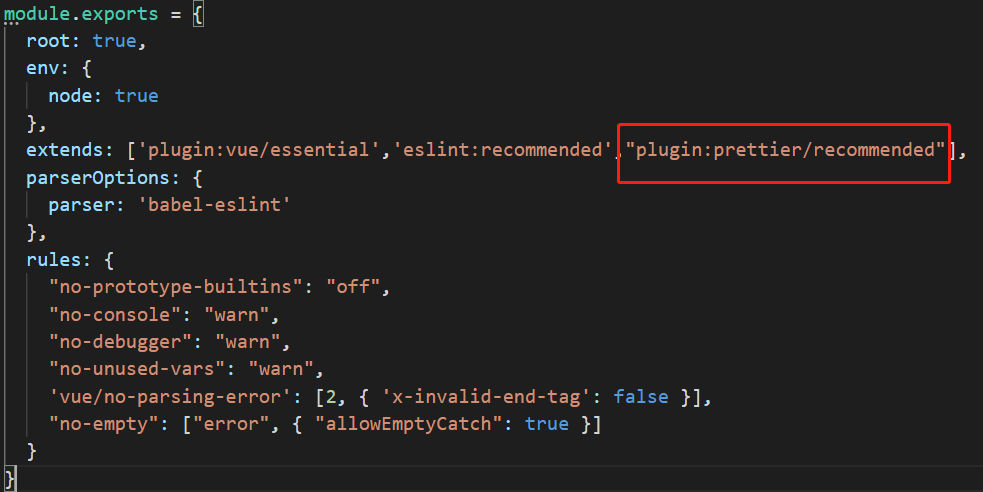 module.exports = {
root: true,
env: {
node: true
},
extends: ['plugin:vue/essential','eslint:recommended',"plugin:prettier/recommended"],
parserOptions: {
parser: 'babel-eslint'
},
rules: {
"no-prototype-builtins": "off",
"no-console": "warn",
"no-debugger": "warn",
"no-unused-vars": "warn",
'vue/no-parsing-error': [2, { 'x-invalid-end-tag': false }],
"no-empty": ["error", { "allowEmptyCatch": true }]
}
}